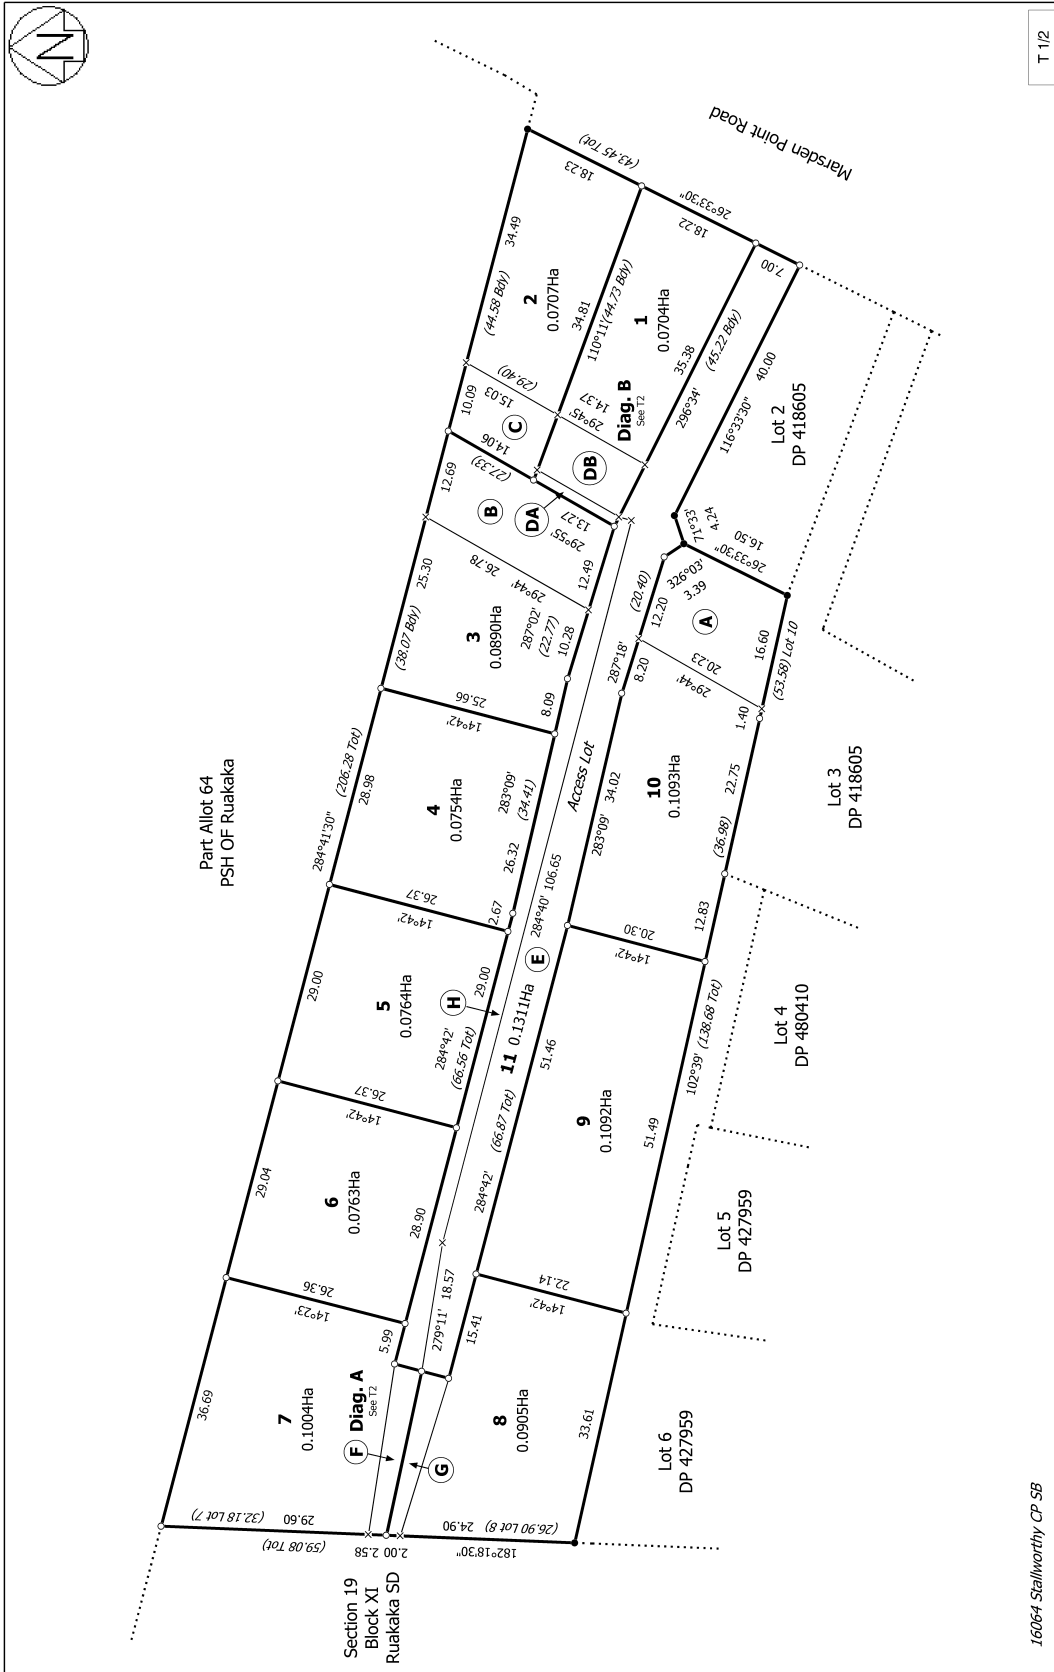 N
T 1/2
Marsden Point Road
(43.45 Tot)
18.23
26°33'30"
18.22
7.00
34.49
(44.58 Bdy)
2
0.0707Ha
34.81
110°11'(44.73 Bdy)
1
0.0704Ha
35.38
(45.22 Bdy)
296°34'
40.00
116°33'30"
Lot 2
DP 418605
10.09
15.03
(29.40)
C
14.37
29°45'
Diag. B
See T2
DB
14.06
(27.33)
12.69
B
DA
13.27
29°55'
71°33'
4.24
16.50
26°33'30"
326°03'
3.39
A
12.49
(20.40)
12.20
20.23
29°44'
16.60
(53.58) Lot 10
1.40
25.30
26.78
29°44'
(38.07 Bdy)
3
0.0890Ha
287°02'
(22.77)
10.28
287°18'
8.20
8.09
25.66
14°42'
Part Allot 64
PSH OF Ruakaka
(206.28 Tot)
28.98
284°41'30"
4
0.0754Ha
283°09'
(34.41)
26.32
2.67
Access Lot
34.02
283°09'
10
0.1093Ha
22.75
(36.98)
12.83
Lot 3
DP 418605
26.37
14°42'
284°40' 106.65
20.30
14°42'
29.00
5
0.0764Ha
H
29.00
284°42'
(66.56 Tot)
E
11 0.1311Ha
51.46
(66.87 Tot)
284°42'
9
0.1092Ha
102°39' (138.68 Tot)
51.49
Lot 4
DP 480410
26.37
14°42'
29.04
6
0.0763Ha
28.90
22.14
14°42'
Lot 5
DP 427959
26.36
14°23'
5.99
279°11' 18.57
15.41
36.69
7
0.1004Ha
Diag. A
See T2
F
G
8
0.0905Ha
33.61
Lot 6
DP 427959
29.60
(32.18 Lot 7)
(59.08 Tot)
2.00 2.58
24.90
(26.90 Lot 8)
182°18'30"
Section 19
Block XI
Ruakaka SD
16064 Stallworthy CP SB